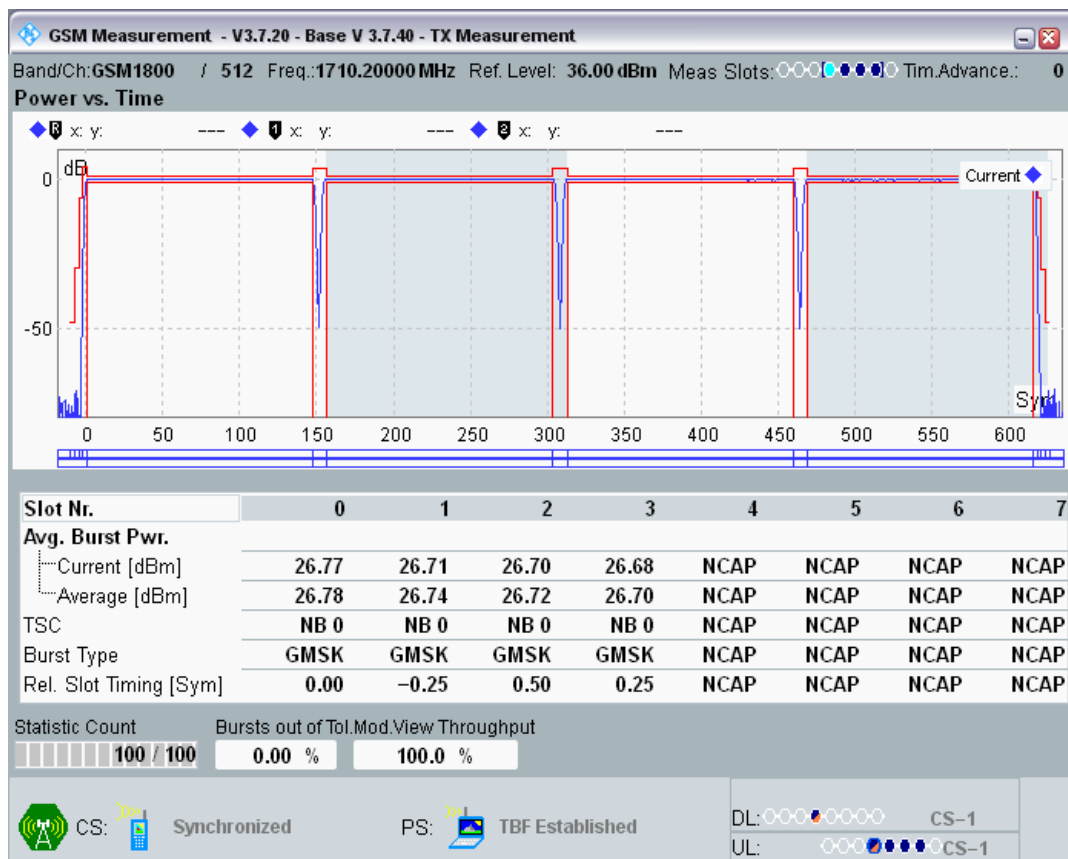 GSM Measurement - V3.7.20 - Base V 3.7.40 - TX Measurement
Band/Ch:GSM1800 / 512 Freq.:1710.20000 MHz Ref. Level: 36.00 dBm Meas Slots: Tim.Advance.: 0
Power vs. Time
R x: y: --- 1 x: y: --- 2 x: y: ---
dB
Current
0
-50
Sym
0 50 100 150 200 250 300 350 400 450 500 550 600
Slot Nr. 0 1 2 3 4 5 6 7
Avg. Burst Pwr.
Current [dBm] 26.77 26.71 26.70 26.68 NCAP NCAP NCAP NCAP
Average [dBm] 26.78 26.74 26.72 26.70 NCAP NCAP NCAP NCAP
TSC NB 0 NB 0 NB 0 NB 0 NCAP NCAP NCAP NCAP
Burst Type GMSK GMSK GMSK GMSK NCAP NCAP NCAP NCAP
Rel. Slot Timing [Sym] 0.00 −0.25 0.50 0.25 NCAP NCAP NCAP NCAP
Statistic Count Bursts out of Tol.Mod.View Throughput
100 / 100 0.00 % 100.0 %
CS: Synchronized PS: TBF Established
DL: CS−1
UL: CS−1